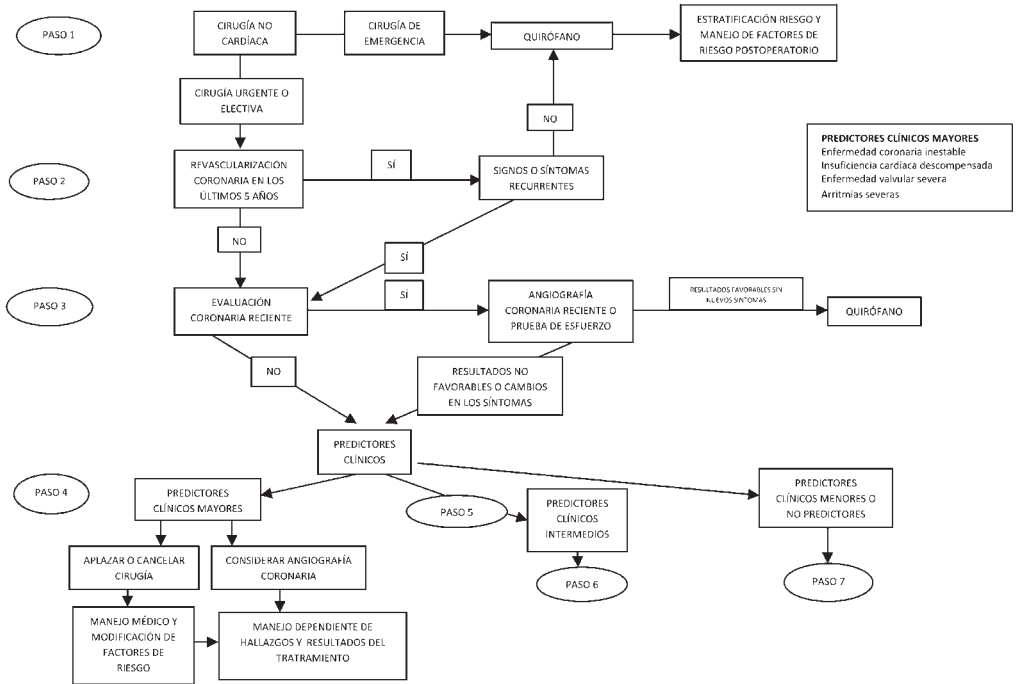 PASO 1
CIRUGÍA NO
CARDÍACA
CIRUGÍA DE
EMERGENCIA
QUIRÓFANO
ESTRATIFICACIÓN RIESGO Y
MANEJO DE FACTORES DE
RIESGO POSTOPERATORIO
CIRUGÍA URGENTE O
ELECTIVA
NO
PREDICTORES CLÍNICOS MAYORES
Enfermedad coronaria inestable
Insuficiencia cardíaca descompensada
Enfermedad valvular severa
Arritmias severas
PASO 2
REVASCULARIZACIÓN
CORONARIA EN LOS
ÚLTIMOS 5 AÑOS
SÍ
SIGNOS O SÍNTOMAS
RECURRENTES
NO
SÍ
PASO 3
EVALUACIÓN
CORONARIA RECIENTE
SÍ
ANGIOGRAFÍA
CORONARIA RECIENTE O
PRUEBA DE ESFUERZO
RESULTADOS FAVORABLES SIN
NUEVOS SINTOMAS
QUIRÓFANO
NO
RESULTADOS NO
FAVORABLES O CAMBIOS
EN LOS SÍNTOMAS
PREDICTORES
CLÍNICOS
PASO 4
PREDICTORES
CLÍNICOS MAYORES
PASO 5
PREDICTORES
CLÍNICOS
INTERMEDIOS
PREDICTORES
CLÍNICOS MENORES O
NO PREDICTORES
APLAZAR O CANCELAR
CIRUGÍA
CONSIDERAR ANGIOGRAFÍA
CORONARIA
PASO 6
PASO 7
MANEJO MÉDICO Y
MODIFICACIÓN DE
FACTORES DE
RIESGO
MANEJO DEPENDIENTE DE
HALLAZGOS Y RESULTADOS DEL
TRATRAMIENTO